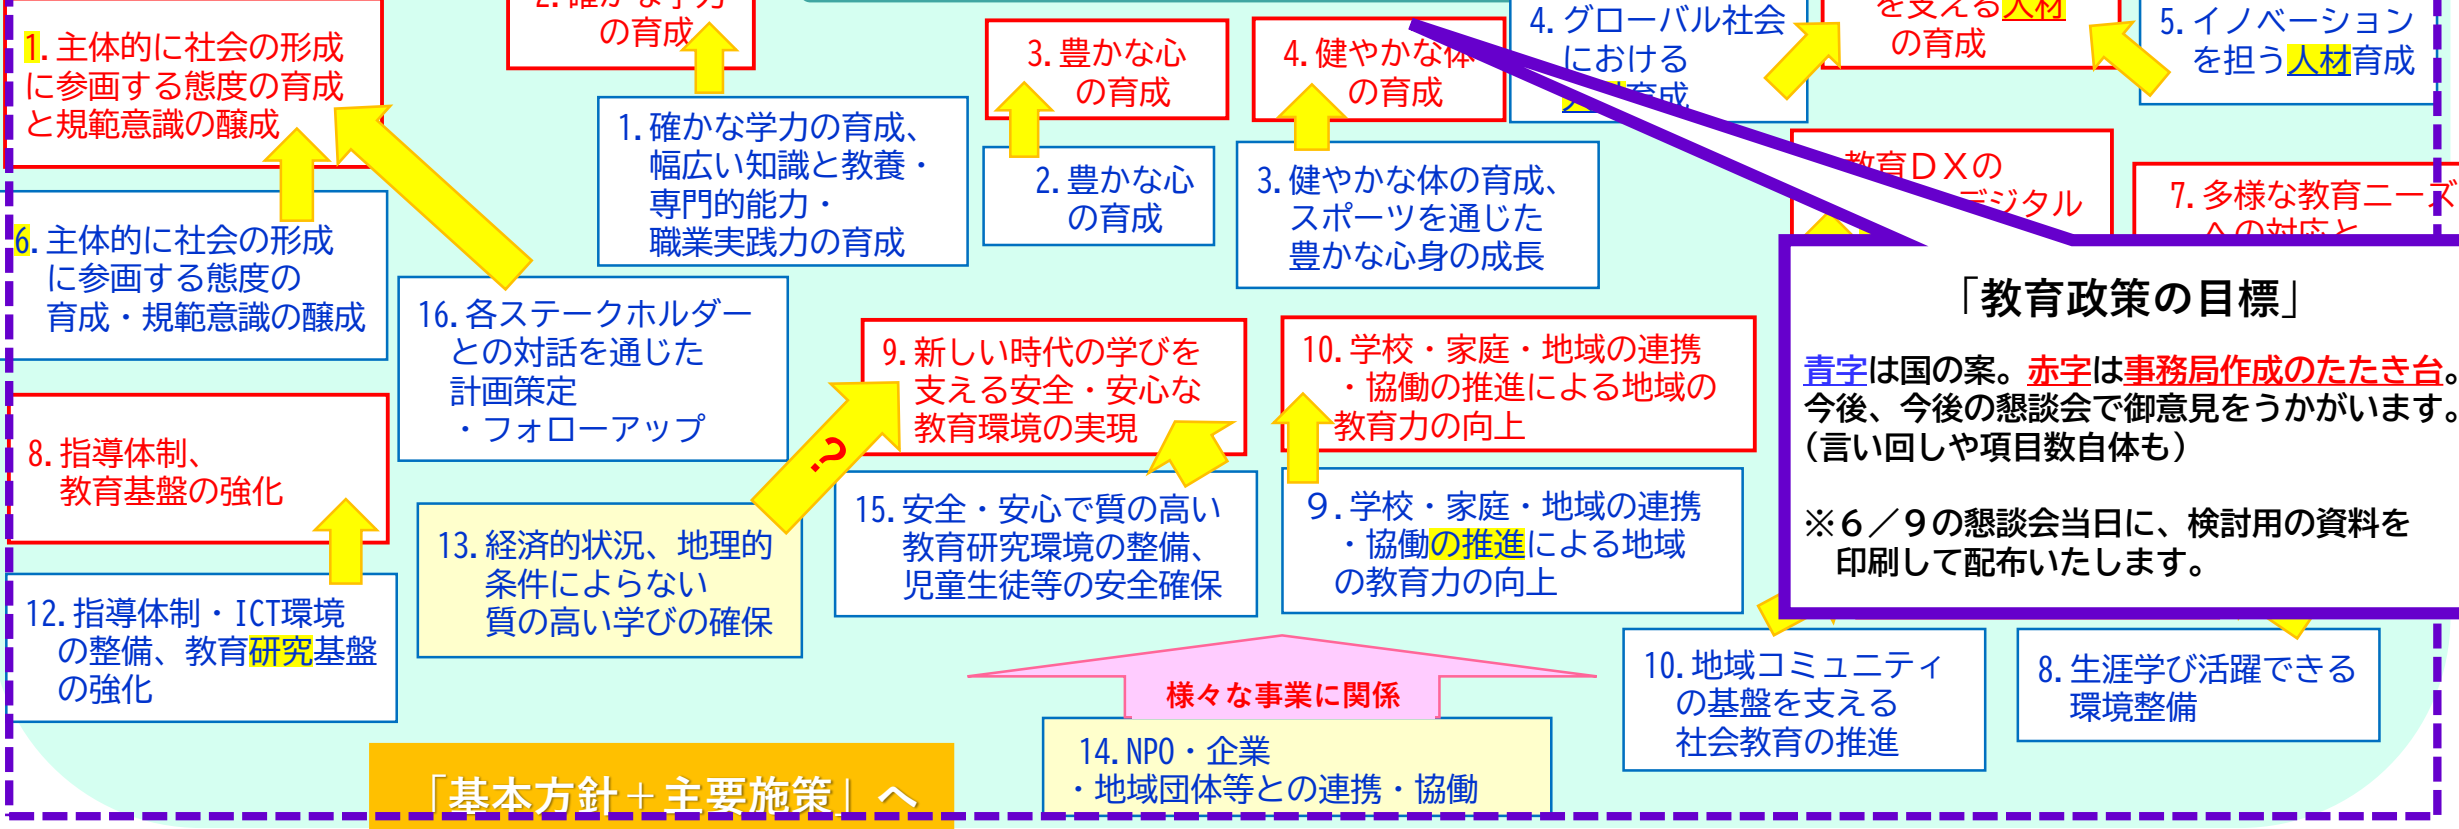 2.確かな学力
の育成
1.主体的に社会の形成
に参画する態度の育成
と規範意識の醸成
3.豊かな心
の育成
4.健やかな体
の育成
4.グローバル社会
における
育成
を支える人材
の育成
5.イノベーション
を担う人材育成
1.確かな学力の育成、
幅広い知識と教養・
専門的能力・
職業実践力の育成
2.豊かな心
の育成
3.健やかな体の育成、
スポーツを通じた
豊かな心身の成長
教育DXの
デジタル
7.多様な教育ニーズ
への対応と
6.主体的に社会の形成
に参画する態度の
育成・規範意識の醸成
16.各ステークホルダー
との対話を通じた
計画策定
・フォローアップ
9.新しい時代の学びを
支える安全・安心な
教育環境の実現
10.学校・家庭・地域の連携
・協働の推進による地域の
教育力の向上
「教育政策の目標」
青字は国の案。赤字は事務局作成のたたき台。
今後、今後の懇談会で御意見をうかがいます。
(言い回しや項目数自体も)
※6/9の懇談会当日に、検討用の資料を
印刷して配布いたします。
8.指導体制、
教育基盤の強化
?
13.経済的状況、地理的
条件によらない
質の高い学びの確保
15.安全・安心で質の高い
教育研究環境の整備、
児童生徒等の安全確保
9.学校・家庭・地域の連携
・協働の推進による地域
の教育力の向上
12.指導体制・ICT環境
の整備、教育研究基盤
の強化
様々な事業に関係
10.地域コミュニティ
の基盤を支える
社会教育の推進
8.生涯学び活躍できる
環境整備
14.NPO・企業
・地域団体等との連携・協働
「基本方針+主要施策」へ